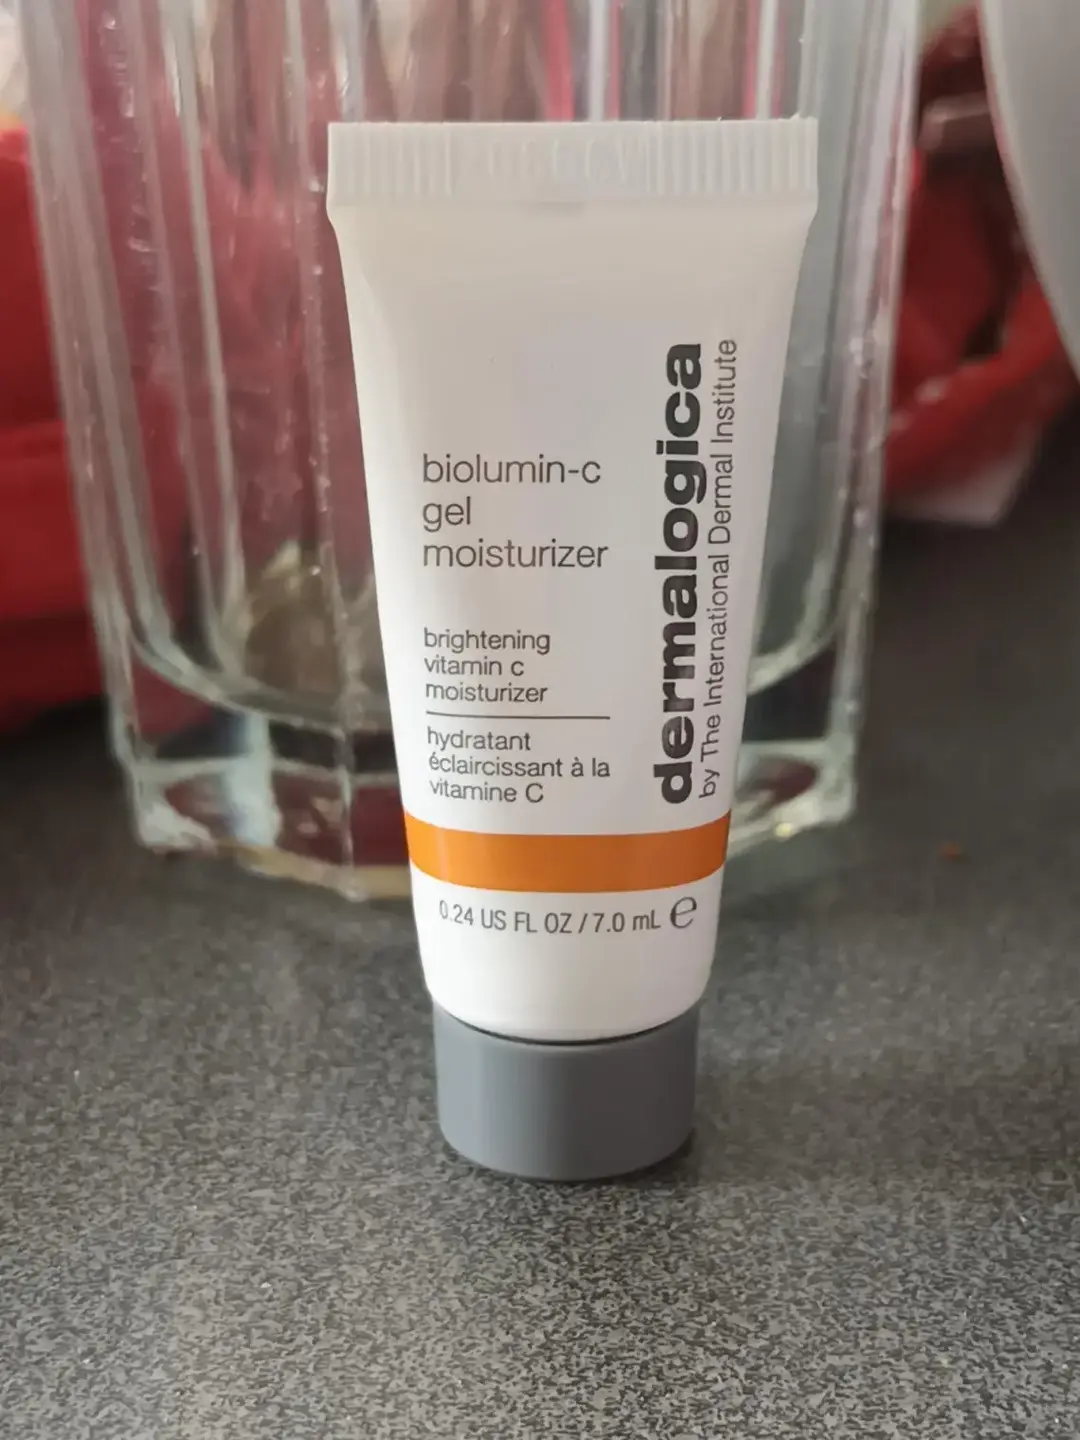 biolumin-c
gel
moisturizer
brightening
vitamin c
moisturizer
hydratant
éclaircissant à la
vitamine C
dermalogica
by The International Dermal Institute
0.24 US FL OZ / 7.0 mL ℮